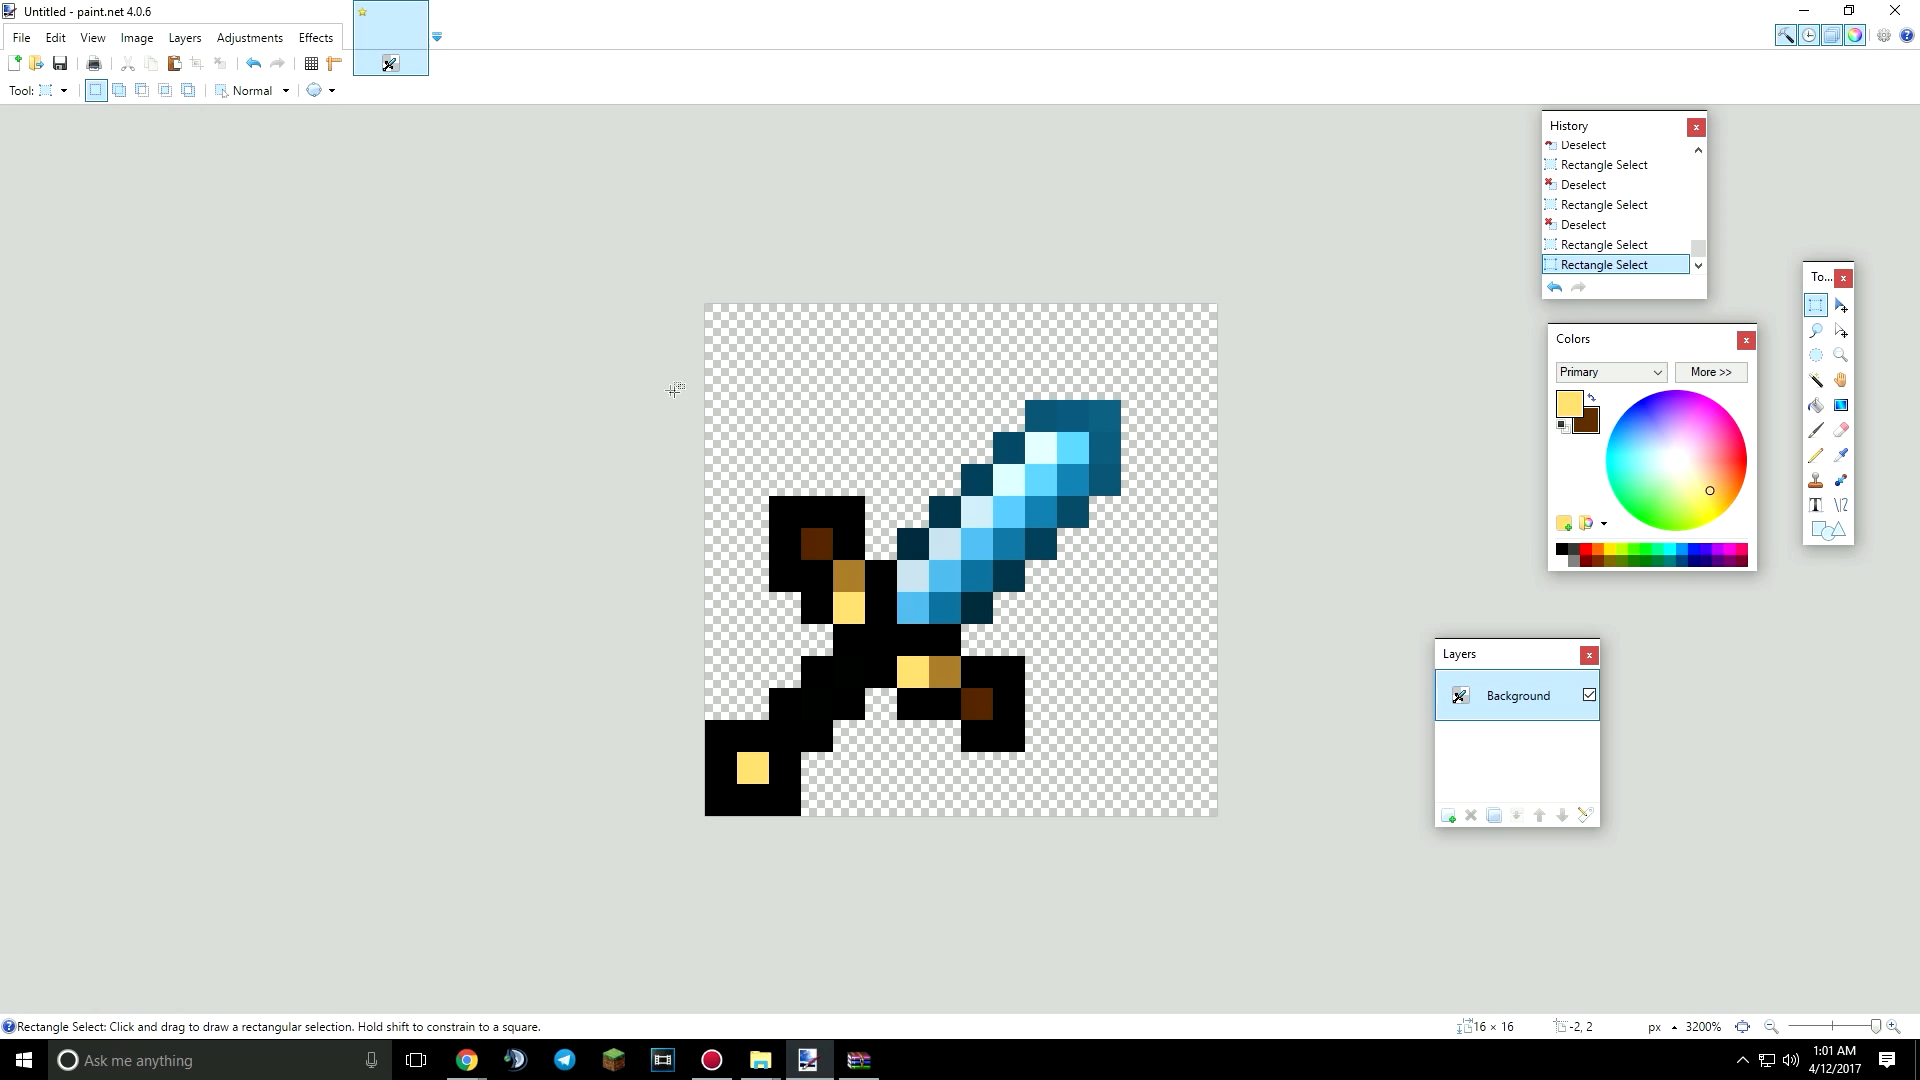 Untitled - paint.net 4.0.6
File Edit View Image Layers Adjustments Effects
Tool: Normal
History
Deselect
Rectangle Select
Deselect
Rectangle Select
Deselect
Rectangle Select
Rectangle Select
To...
Colors
Primary More >>
Layers
Background
Rectangle Select: Click and drag to draw a rectangular selection. Hold shift to constrain to a square.
16 × 16 -2, 2 px 3200%
Ask me anything
1:01 AM
4/12/2017